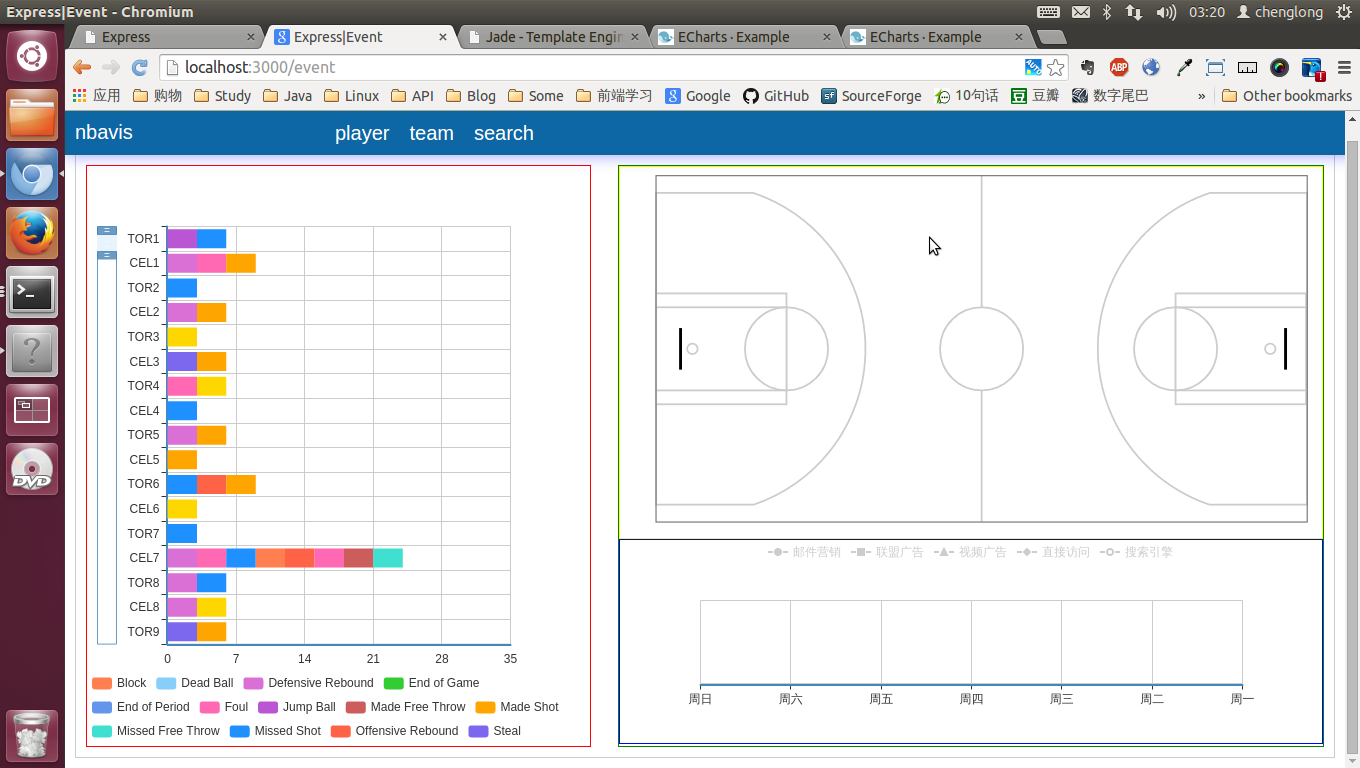 Express|Event - Chromium
03:20 chenglong
Express
Express|Event
Jade - Template Engin
ECharts · Example
ECharts · Example
localhost:3000/event
ABP
应用 购物 Study Java Linux API Blog Some 前端学习 Google GitHub SourceForge 10句话 豆瓣 数字尾巴 » Other bookmarks
nbavis player team search
TOR1
CEL1
TOR2
CEL2
TOR3
CEL3
TOR4
CEL4
TOR5
CEL5
TOR6
CEL6
TOR7
CEL7
TOR8
CEL8
TOR9
0 7 14 21 28 35
Block Dead Ball Defensive Rebound End of Game
End of Period Foul Jump Ball Made Free Throw Made Shot
Missed Free Throw Missed Shot Offensive Rebound Steal
邮件营销 联盟广告 视频广告 直接访问 搜索引擎
周日 周六 周五 周四 周三 周二 周一
DVD